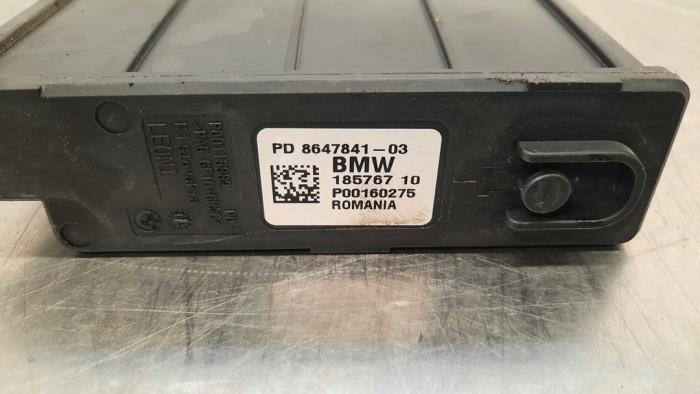 PD 8647841-03
BMW
185767 10
P00160275
ROMANIA
LEONI